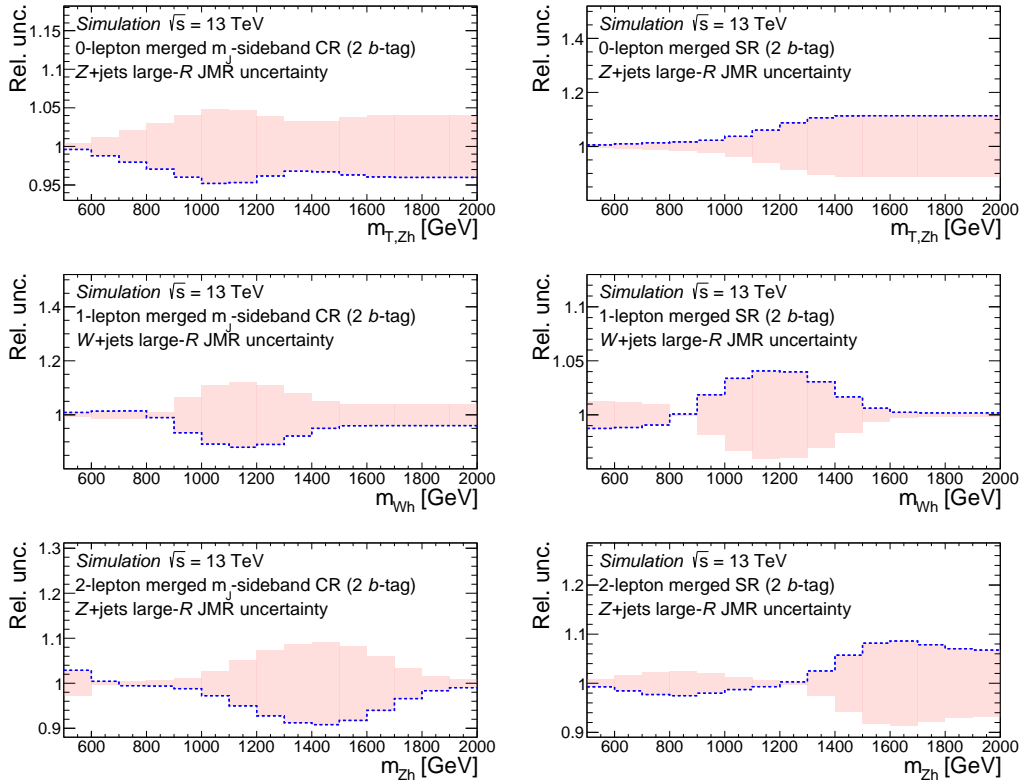 Rel. unc.
1.15
1.1
1.05
1
0.95
Simulation √s = 13 TeV
0-lepton merged m_J-sideband CR (2 b-tag)
Z+jets large-R JMR uncertainty
600 800 1000 1200 1400 1600 1800 2000
m_T,Zh [GeV]
Rel. unc.
1.4
1.2
1
Simulation √s = 13 TeV
0-lepton merged SR (2 b-tag)
Z+jets large-R JMR uncertainty
600 800 1000 1200 1400 1600 1800 2000
m_T,Zh [GeV]
Rel. unc.
1.4
1.2
1
Simulation √s = 13 TeV
1-lepton merged m_J-sideband CR (2 b-tag)
W+jets large-R JMR uncertainty
600 800 1000 1200 1400 1600 1800 2000
m_Wh [GeV]
Rel. unc.
1.1
1.05
1
Simulation √s = 13 TeV
1-lepton merged SR (2 b-tag)
W+jets large-R JMR uncertainty
600 800 1000 1200 1400 1600 1800 2000
m_Wh [GeV]
Rel. unc.
1.3
1.2
1.1
1
0.9
Simulation √s = 13 TeV
2-lepton merged m_J-sideband CR (2 b-tag)
Z+jets large-R JMR uncertainty
600 800 1000 1200 1400 1600 1800 2000
m_Zh [GeV]
Rel. unc.
1.2
1.1
1
0.9
Simulation √s = 13 TeV
2-lepton merged SR (2 b-tag)
Z+jets large-R JMR uncertainty
600 800 1000 1200 1400 1600 1800 2000
m_Zh [GeV]